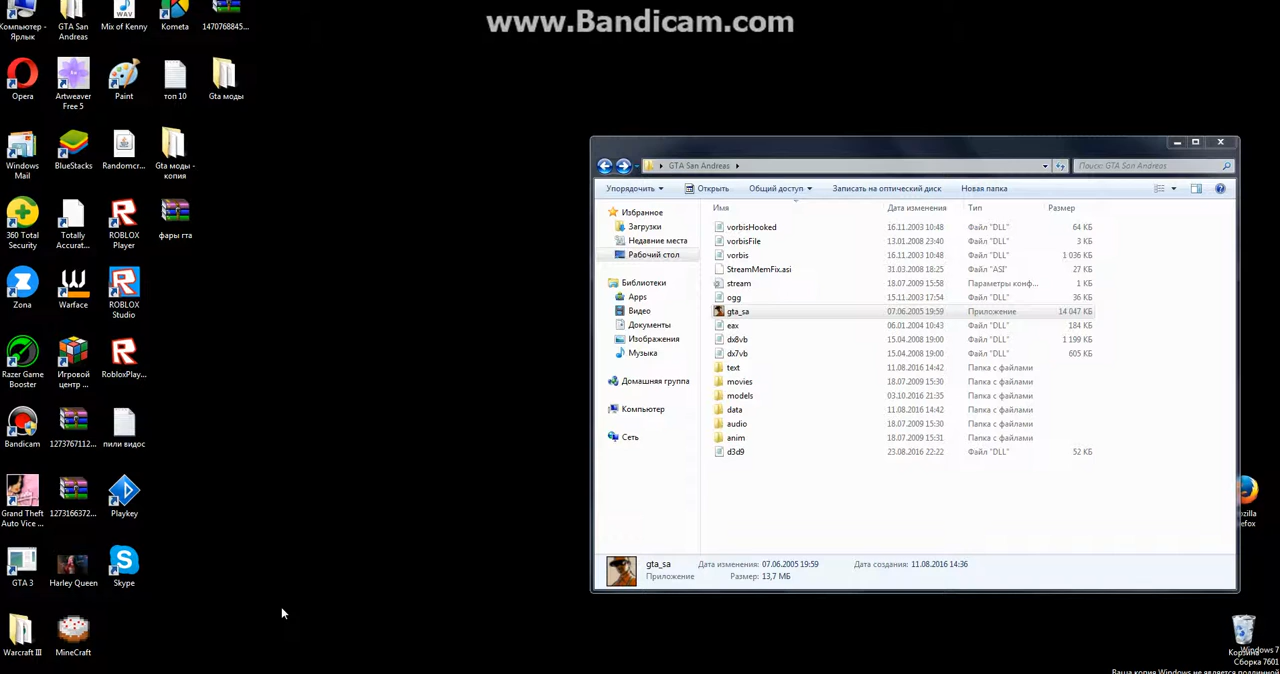 www.Bandicam.com
Компьютер - Ярлык
GTA San Andreas
Mix of Kenny
Kometa
1470768845...
Opera
Artweaver Free 5
Paint
топ 10
Gta моды
Windows Mail
BlueStacks
Randomcr...
Gta моды - копия
360 Total Security
Totally Accurat...
ROBLOX Player
фары гта
Zona
Warface
ROBLOX Studio
Razer Game Booster
Игровой центр ...
RobloxPlay...
Bandicam
1273767112...
пили видос
Grand Theft Auto Vice ...
1273166372...
Playkey
GTA 3
Harley Queen
Skype
Warcraft III
MineCraft
GTA San Andreas
Поиск: GTA San Andreas
Упорядочить Открыть Общий доступ Записать на оптический диск Новая папка
Избранное
Загрузки
Недавние места
Рабочий стол
Библиотеки
Apps
Видео
Документы
Изображения
Музыка
Домашняя группа
Компьютер
Сеть
Имя Дата изменения Тип Размер
vorbisHooked 16.11.2003 10:48 Файл "DLL" 64 КБ
vorbisFile 13.01.2008 23:40 Файл "DLL" 3 КБ
vorbis 16.11.2003 10:48 Файл "DLL" 1 036 КБ
StreamMemFix.asi 31.03.2008 18:25 Файл "ASI" 27 КБ
stream 18.07.2009 15:58 Параметры конф... 1 КБ
ogg 15.11.2003 17:54 Файл "DLL" 36 КБ
gta_sa 07.06.2005 19:59 Приложение 14 047 КБ
eax 06.01.2004 10:43 Файл "DLL" 184 КБ
dx8vb 15.04.2008 19:00 Файл "DLL" 1 199 КБ
dx7vb 15.04.2008 19:00 Файл "DLL" 605 КБ
text 11.08.2016 14:42 Папка с файлами
movies 18.07.2009 15:30 Папка с файлами
models 03.10.2016 21:35 Папка с файлами
data 11.08.2016 14:42 Папка с файлами
audio 18.07.2009 15:30 Папка с файлами
anim 18.07.2009 15:31 Папка с файлами
d3d9 23.08.2016 22:22 Файл "DLL" 52 КБ
gta_sa Дата изменения: 07.06.2005 19:59 Дата создания: 11.08.2016 14:36
Приложение Размер: 13,7 МБ
Windows 7
Сборка 7601
Ваша копия Windows не является подлинной